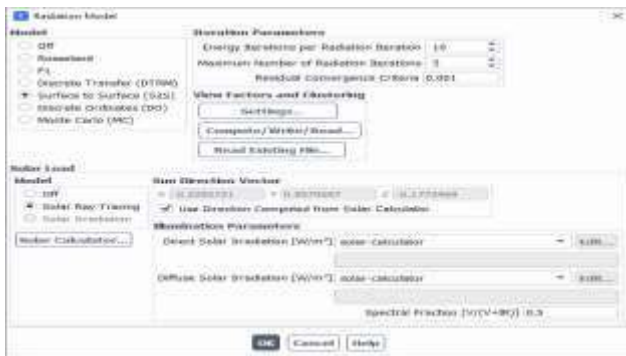 Radiation Model
Model
Off
Rosseland
P1
Discrete Transfer (DTRM)
Surface to Surface (S2S)
Discrete Ordinates (DO)
Monte Carlo (MC)
Iteration Parameters
Energy Iterations per Radiation Iteration 10
Maximum Number of Radiation Iterations 5
Residual Convergence Criteria 0.001
View Factors and Clustering
Settings...
Compute/Write/Read...
Read Existing File...
Solar Load
Model
Off
Solar Ray Tracing
Solar Irradiation
Solar Calculator...
Sun Direction Vector
X Y Z
Use Direction Computed from Solar Calculator
Illumination Parameters
Direct Solar Irradiation [W/m²] solar-calculator Edit...
Diffuse Solar Irradiation [W/m²] solar-calculator Edit...
Spectral Fraction [V/(V+IR)] 0.5
OK Cancel Help